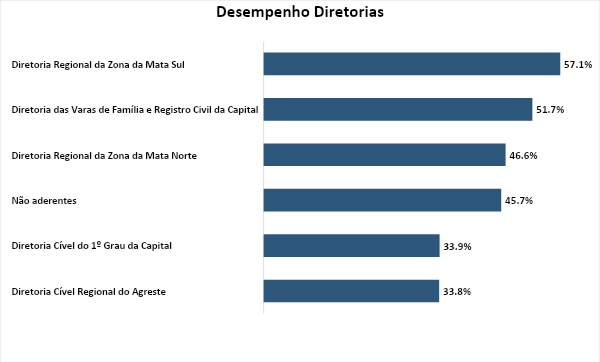 Desempenho Diretorias
Diretoria Regional da Zona da Mata Sul 57.1%
Diretoria das Varas de Família e Registro Civil da Capital 51.7%
Diretoria Regional da Zona da Mata Norte 46.6%
Não aderentes 45.7%
Diretoria Cível do 1º Grau da Capital 33.9%
Diretoria Cível Regional do Agreste 33.8%